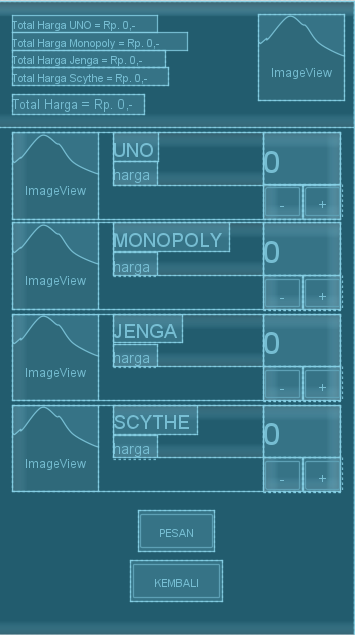 Total Harga UNO = Rp. 0,-
Total Harga Monopoly = Rp. 0,-
Total Harga Jenga = Rp. 0,-
Total Harga Scythe = Rp. 0,-
Total Harga = Rp. 0,-
ImageView
ImageView
UNO
harga
0
- +
ImageView
MONOPOLY
harga
0
- +
ImageView
JENGA
harga
0
- +
ImageView
SCYTHE
harga
0
- +
PESAN
KEMBALI